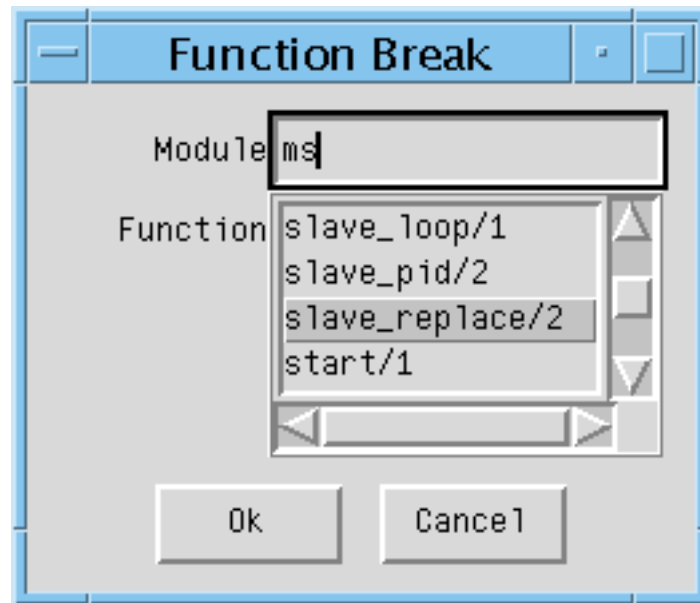 Function Break
Module ms
Function
slave_loop/1
slave_pid/2
slave_replace/2
start/1
Ok Cancel